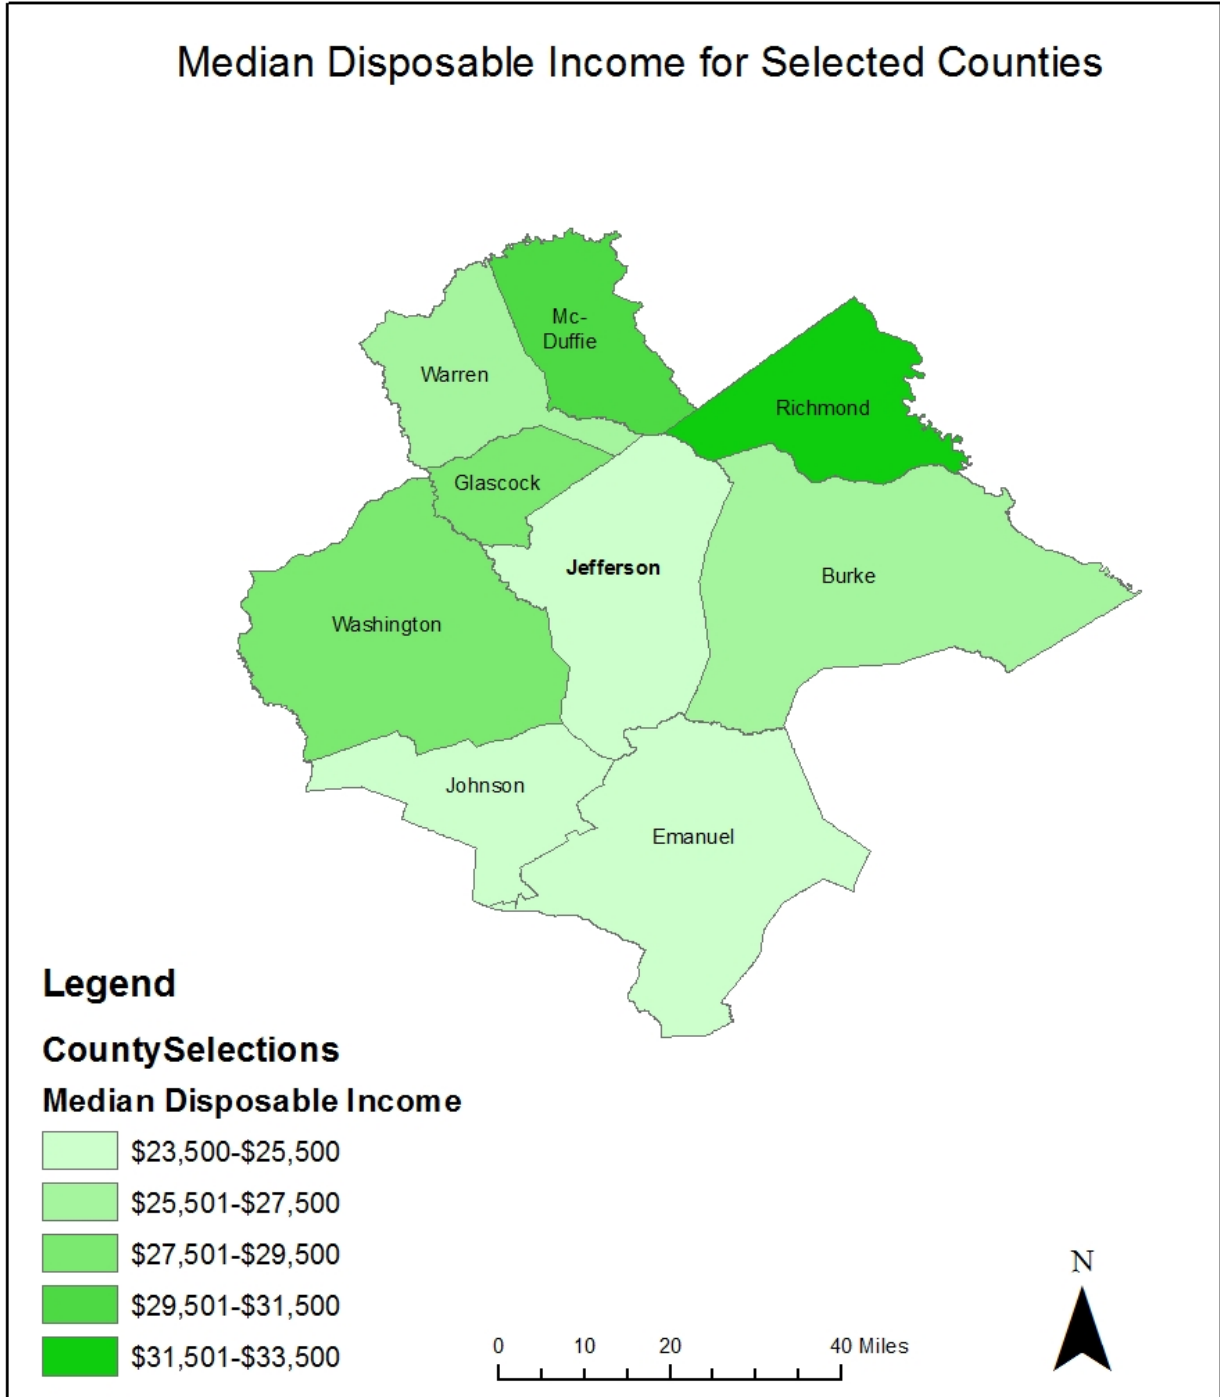 Median Disposable Income for Selected Counties
Mc-
Duffie
Warren
Richmond
Glascock
Jefferson
Burke
Washington
Johnson
Emanuel
Legend
CountySelections
Median Disposable Income
$23,500-$25,500
$25,501-$27,500
$27,501-$29,500
$29,501-$31,500
$31,501-$33,500
0 10 20 40 Miles
N